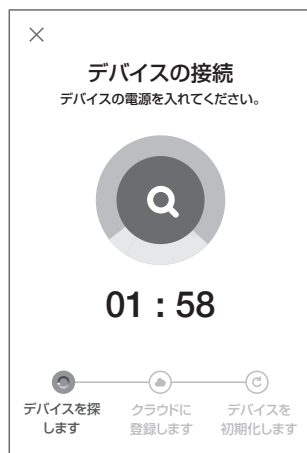 デバイスの接続
デバイスの電源を入れてください。
01 : 58
デバイスを探
します
クラウドに
登録します
デバイスを
初期化します